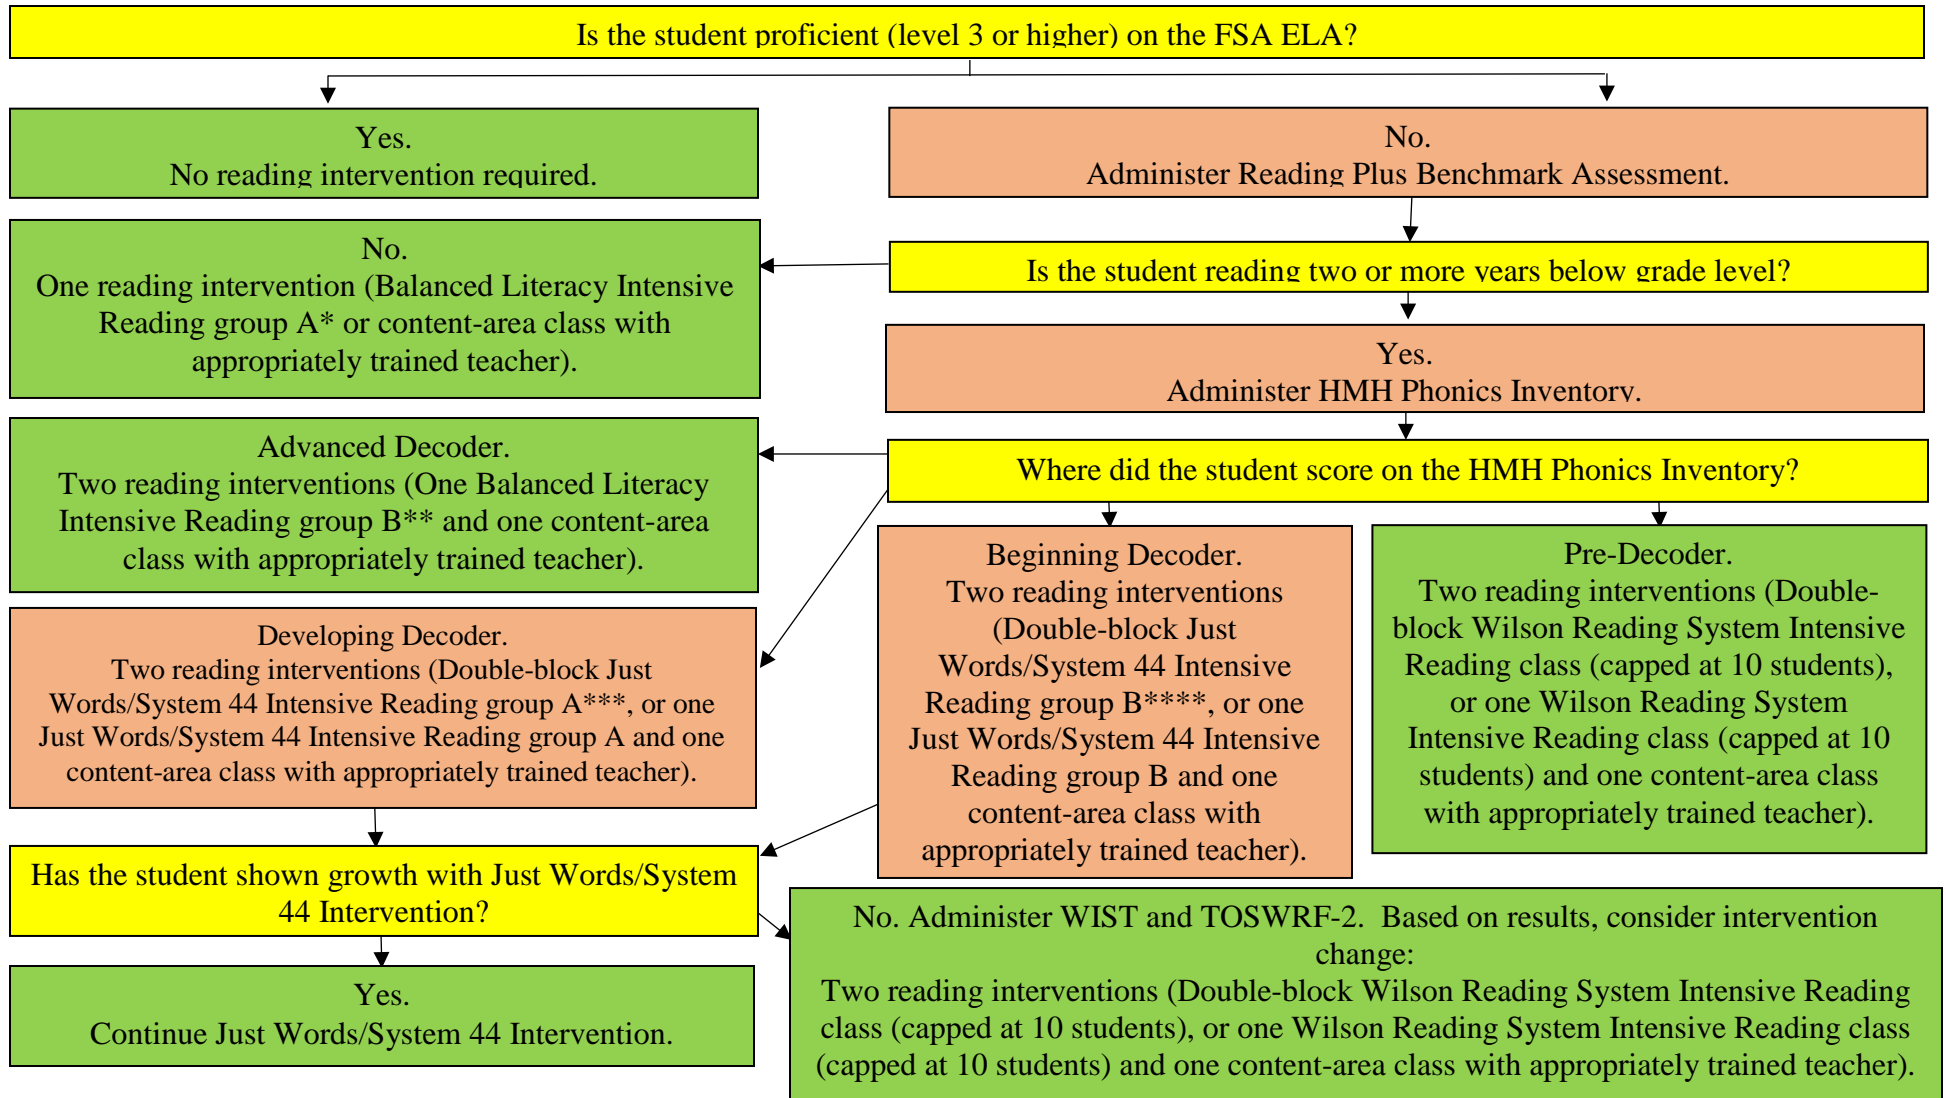 Is the student proficient (level 3 or higher) on the FSA ELA?
Yes.
No reading intervention required.
No.
Administer Reading Plus Benchmark Assessment.
No.
One reading intervention (Balanced Literacy Intensive
Reading group A* or content-area class with
appropriately trained teacher).
Is the student reading two or more years below grade level?
Yes.
Administer HMH Phonics Inventory.
Advanced Decoder.
Two reading interventions (One Balanced Literacy
Intensive Reading group B** and one content-area
class with appropriately trained teacher).
Where did the student score on the HMH Phonics Inventory?
Developing Decoder.
Two reading interventions (Double-block Just
Words/System 44 Intensive Reading group A***, or one
Just Words/System 44 Intensive Reading group A and one
content-area class with appropriately trained teacher).
Beginning Decoder.
Two reading interventions
(Double-block Just
Words/System 44 Intensive
Reading group B****, or one
Just Words/System 44 Intensive
Reading group B and one
content-area class with
appropriately trained teacher).
Pre-Decoder.
Two reading interventions (Double-
block Wilson Reading System Intensive
Reading class (capped at 10 students),
or one Wilson Reading System
Intensive Reading class (capped at 10
students) and one content-area class
with appropriately trained teacher).
Has the student shown growth with Just Words/System
44 Intervention?
Yes.
Continue Just Words/System 44 Intervention.
No. Administer WIST and TOSWRF-2.  Based on results, consider intervention
change:
Two reading interventions (Double-block Wilson Reading System Intensive Reading
class (capped at 10 students), or one Wilson Reading System Intensive Reading class
(capped at 10 students) and one content-area class with appropriately trained teacher).